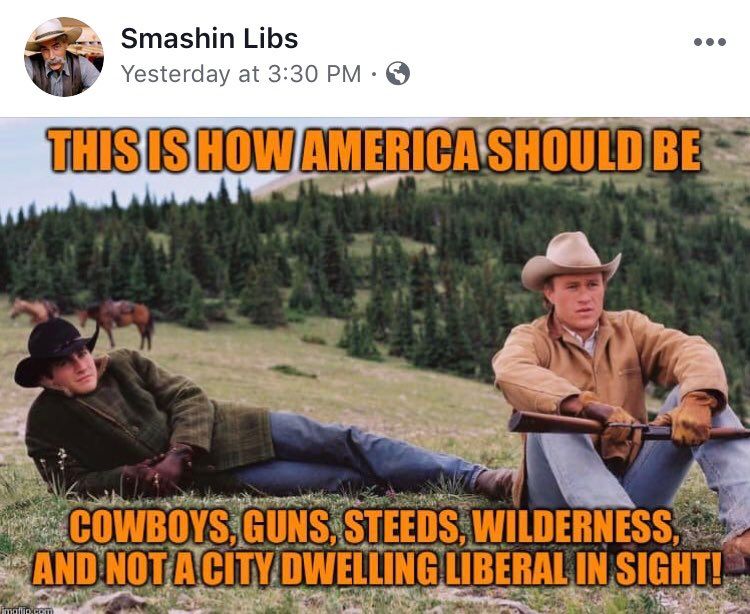 Smashin Libs
Yesterday at 3:30 PM ·
THIS IS HOW AMERICA SHOULD BE
COWBOYS, GUNS, STEEDS, WILDERNESS,
AND NOT A CITY DWELLING LIBERAL IN SIGHT!
imgflip.com